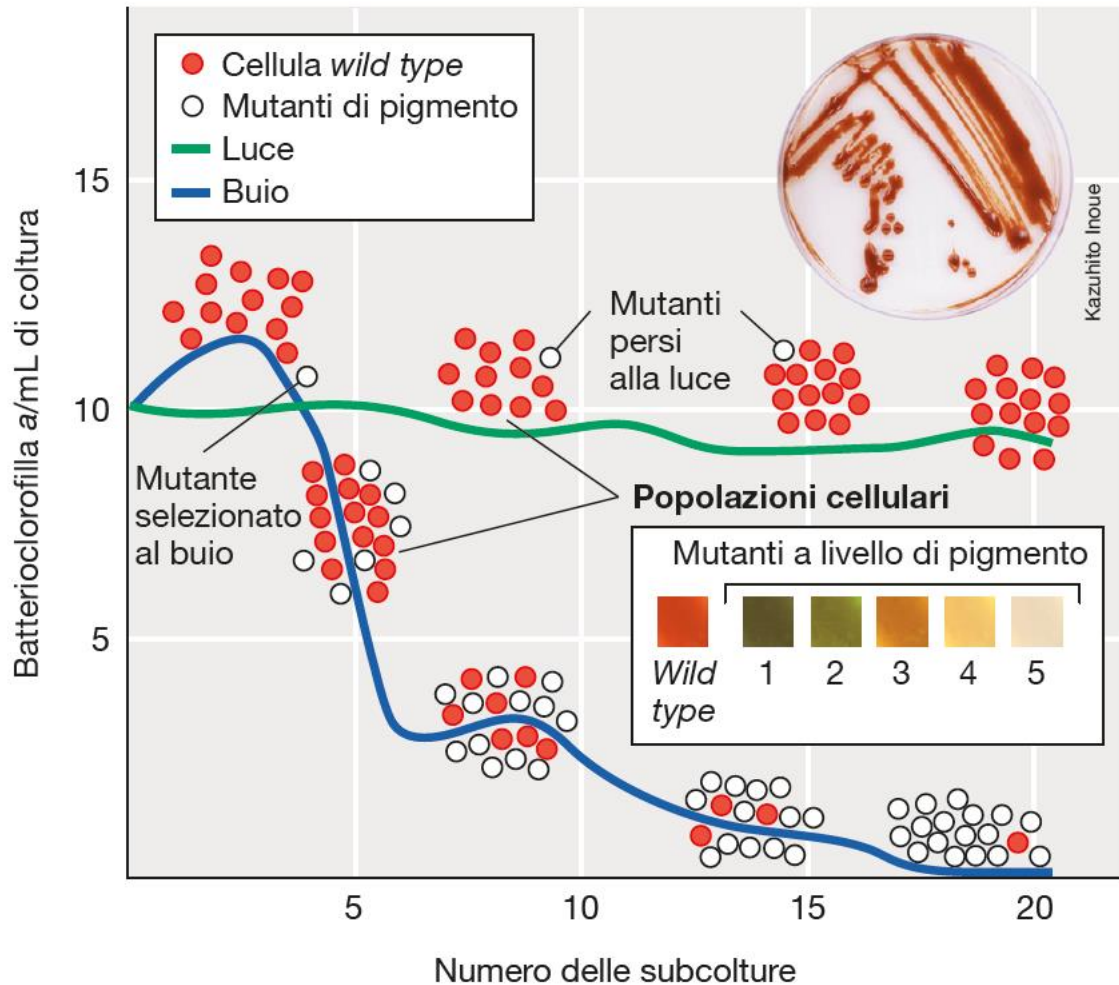 Cellula wild type
Mutanti di pigmento
Luce
Buio
Kazuhito Inoue
Batterioclorofilla a/mL di coltura
15
10
5
Mutanti
persi
alla luce
Mutante
selezionato
al buio
Popolazioni cellulari
Mutanti a livello di pigmento
Wild
type
1 2 3 4 5
5 10 15 20
Numero delle subcolture